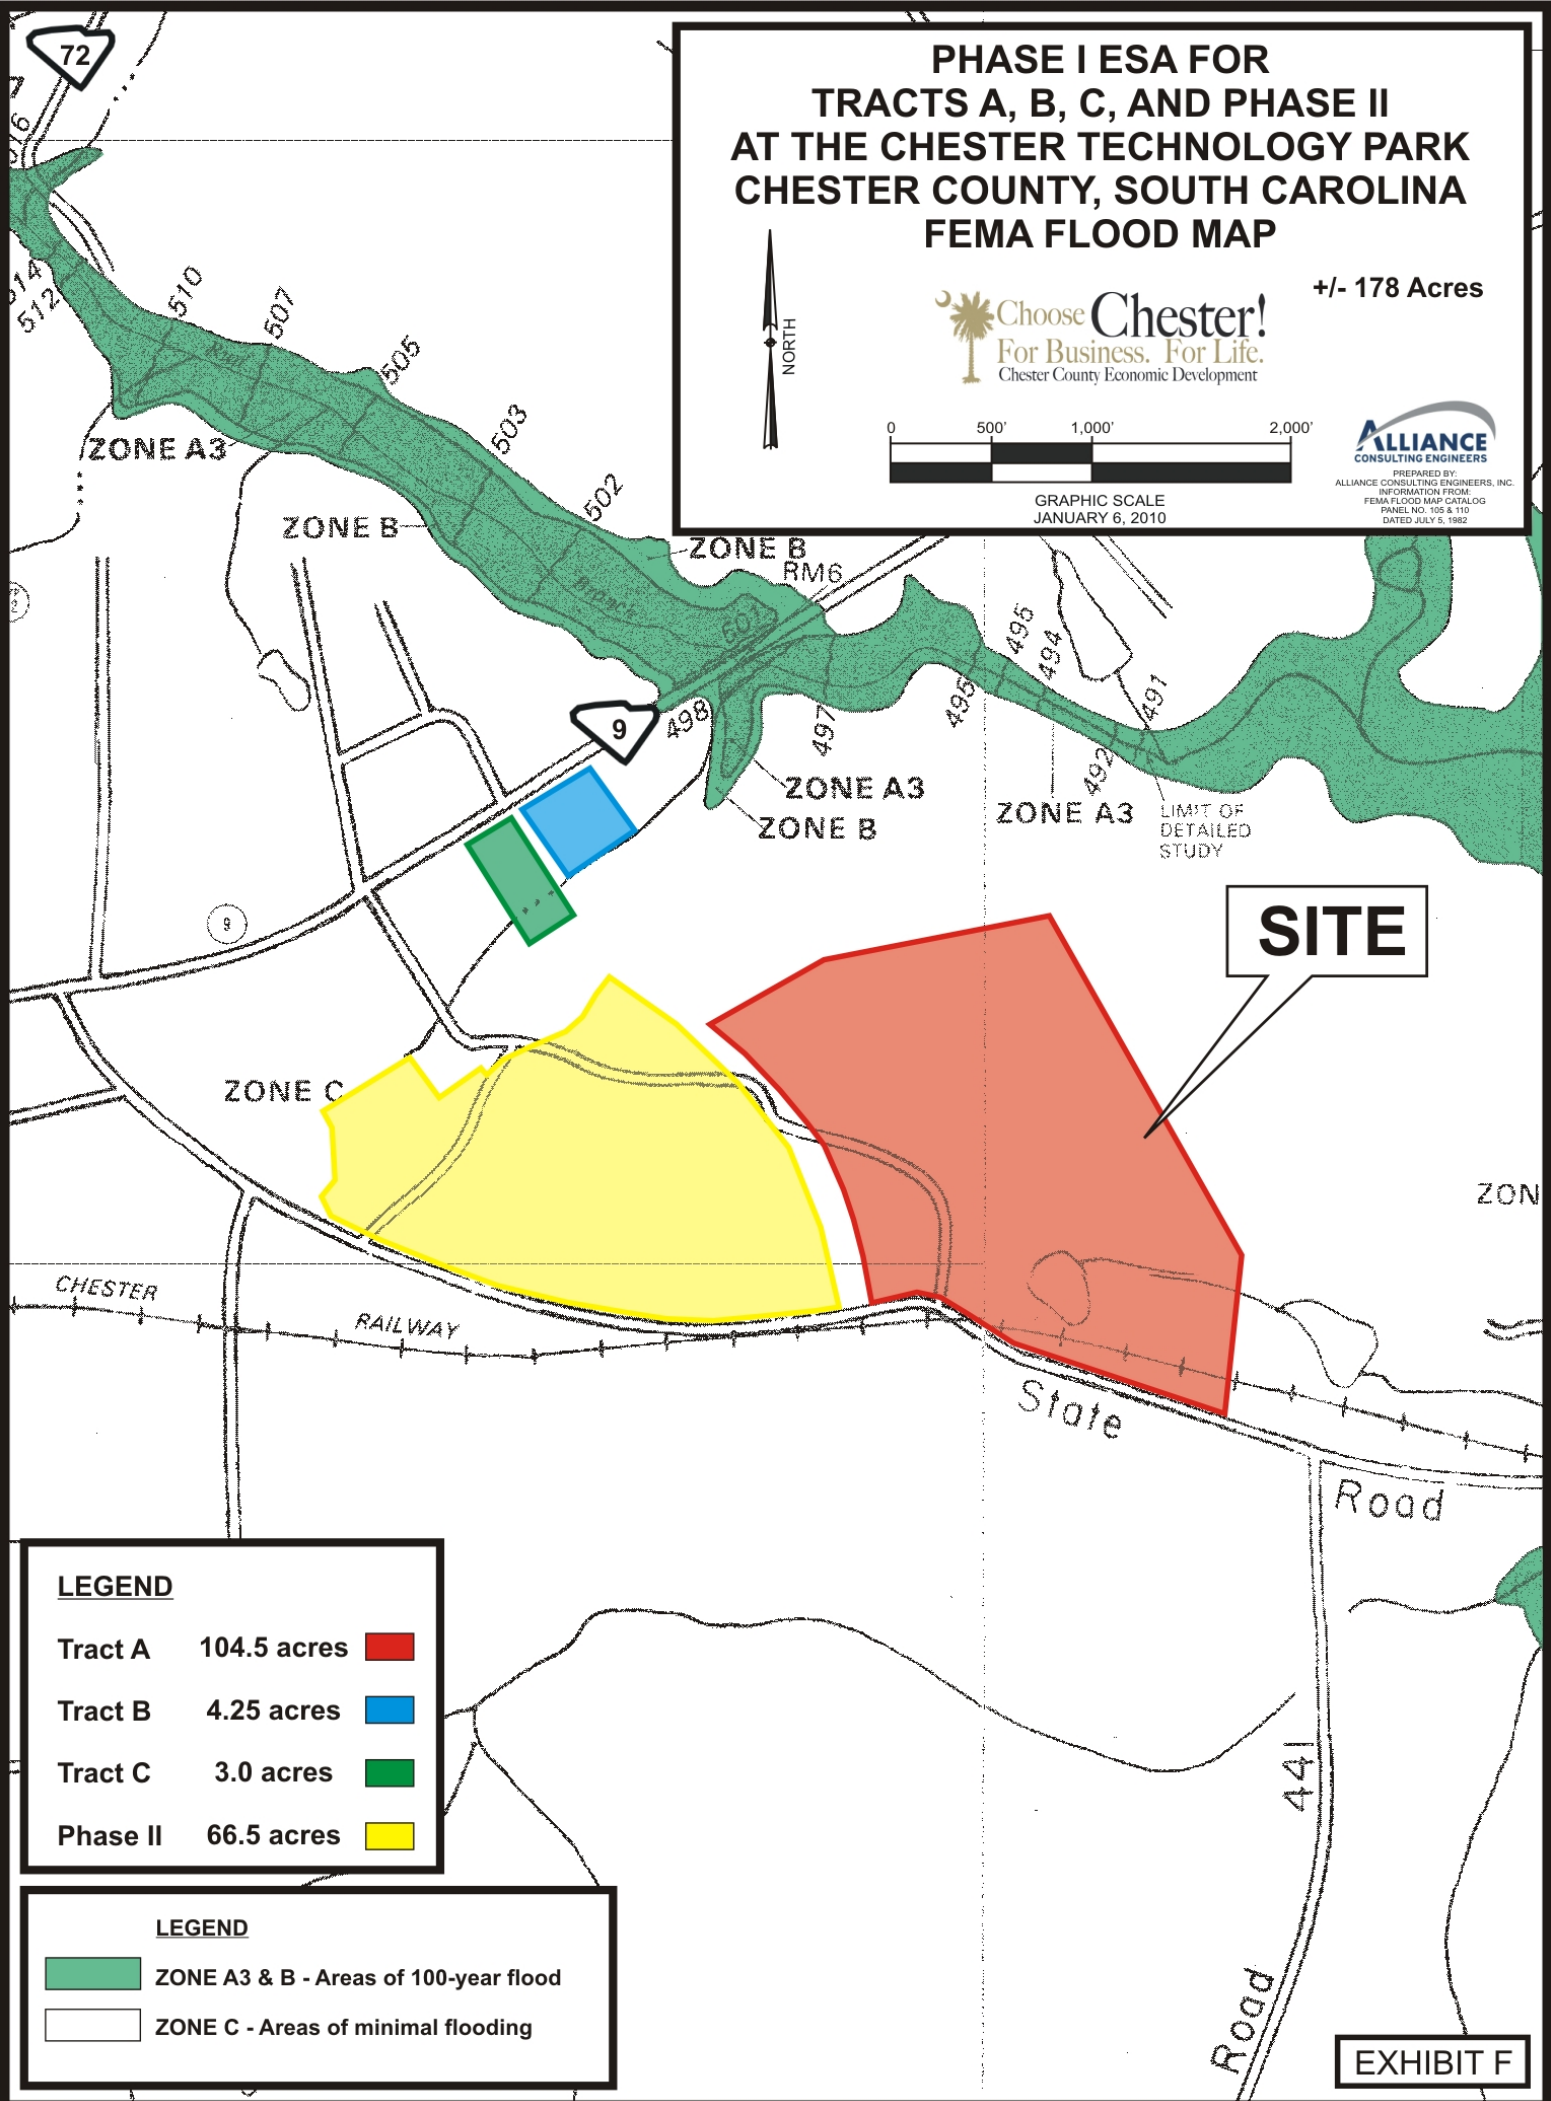 72
PHASE I ESA FOR
TRACTS A, B, C, AND PHASE II
AT THE CHESTER TECHNOLOGY PARK
CHESTER COUNTY, SOUTH CAROLINA
FEMA FLOOD MAP
+/- 178 Acres
NORTH
Choose Chester!
For Business. For Life.
Chester County Economic Development
0 500' 1,000' 2,000'
GRAPHIC SCALE
JANUARY 6, 2010
ALLIANCE
CONSULTING ENGINEERS
PREPARED BY:
ALLIANCE CONSULTING ENGINEERS, INC.
INFORMATION FROM:
FEMA FLOOD MAP CATALOG
PANEL NO. 105 & 110
DATED JULY 5, 1982
512
510
507
505
503
502
ZONE A3
ZONE B
ZONE B
RM6
Branch
501
498
497
495
495
494
492
491
9
ZONE A3
ZONE B
ZONE A3
LIMIT OF
DETAILED
STUDY
9
SITE
ZONE C
ZON
CHESTER
RAILWAY
State
Road
441
Road
LEGEND
Tract A 104.5 acres
Tract B 4.25 acres
Tract C 3.0 acres
Phase II 66.5 acres
LEGEND
ZONE A3 & B - Areas of 100-year flood
ZONE C - Areas of minimal flooding
EXHIBIT F